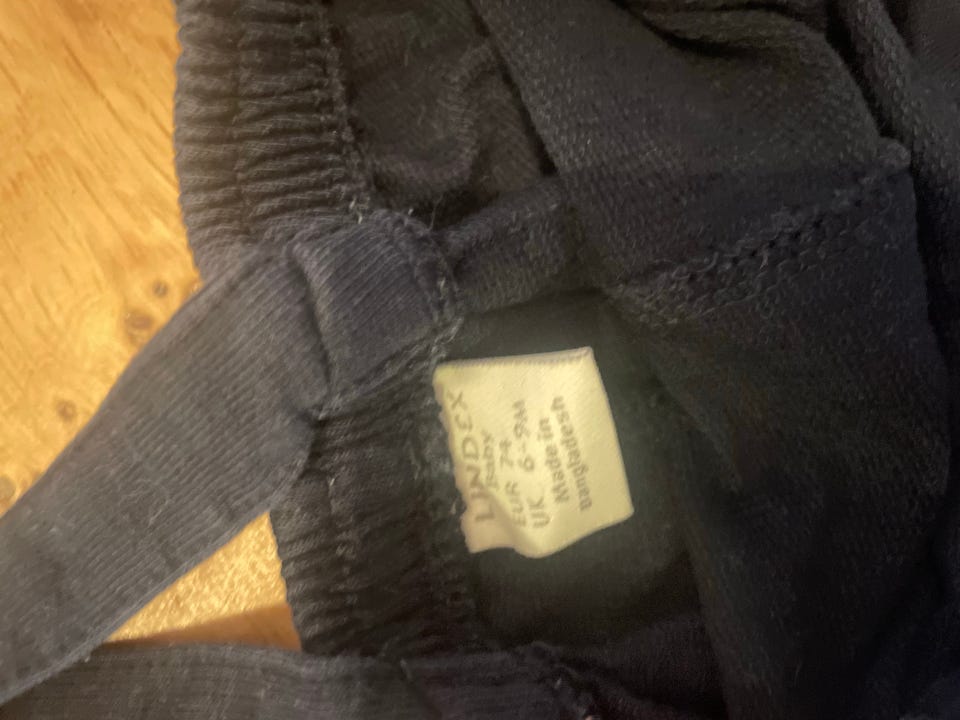 LINDEX
Baby
EUR 74
UK 6-9M
Made in
Bangladesh